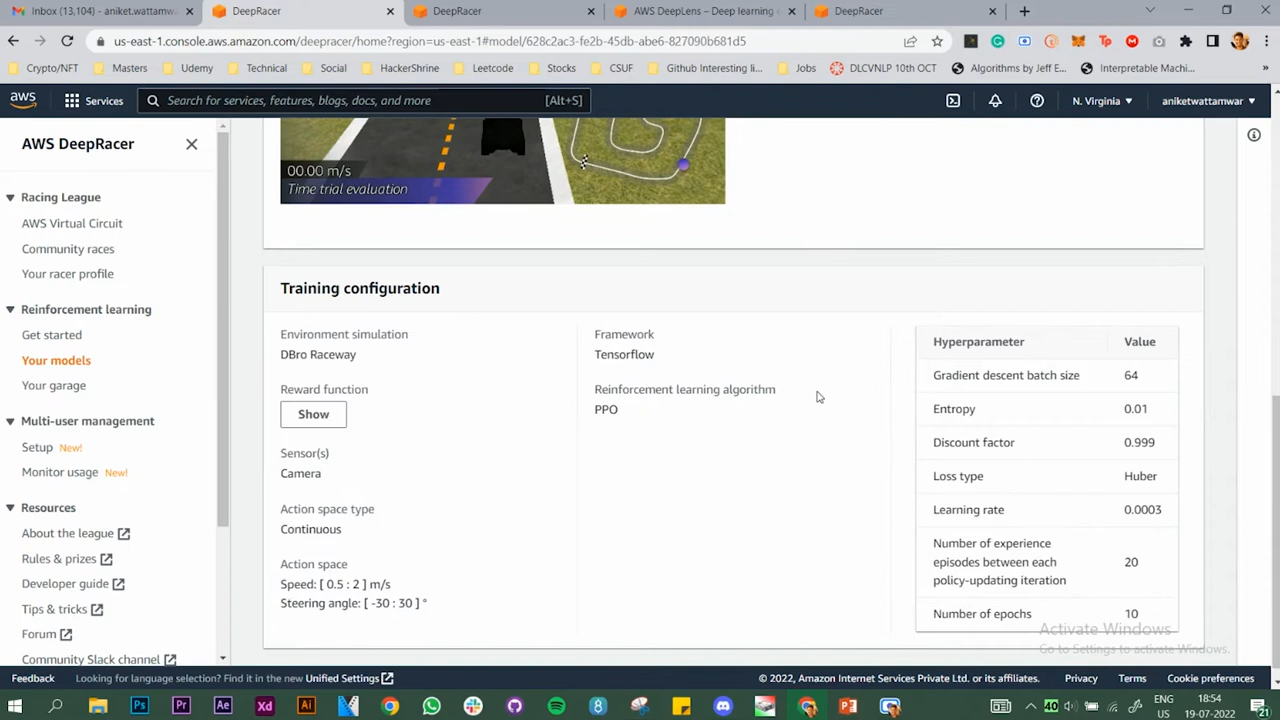 Inbox (13,104) - aniket.wattamwa
DeepRacer
DeepRacer
AWS DeepLens – Deep learning
DeepRacer
us-east-1.console.aws.amazon.com/deepracer/home?region=us-east-1#model/628c2ac3-fe2b-45db-abe6-827090b681d5
Crypto/NFT
Masters
Udemy
Technical
Social
HackerShrine
Leetcode
Stocks
CSUF
Github Interesting li...
Jobs
DLCVNLP 10th OCT
Algorithms by Jeff E...
Interpretable Machi...
aws
Services
Search for services, features, blogs, docs, and more
[Alt+S]
N. Virginia
aniketwattamwar
AWS DeepRacer
Racing League
AWS Virtual Circuit
Community races
Your racer profile
Reinforcement learning
Get started
Your models
Your garage
Multi-user management
Setup New!
Monitor usage New!
Resources
About the league
Rules & prizes
Developer guide
Tips & tricks
Forum
Community Slack channel
00.00 m/s
Time trial evaluation
Training configuration
Environment simulation
DBro Raceway
Reward function
Show
Sensor(s)
Camera
Action space type
Continuous
Action space
Speed: [ 0.5 : 2 ] m/s
Steering angle: [ -30 : 30 ] °
Framework
Tensorflow
Reinforcement learning algorithm
PPO
Hyperparameter Value
Gradient descent batch size 64
Entropy 0.01
Discount factor 0.999
Loss type Huber
Learning rate 0.0003
Number of experience
episodes between each 20
policy-updating iteration
Number of epochs 10
Activate Windows
Go to Settings to activate Windows.
Feedback
Looking for language selection? Find it in the new Unified Settings
© 2022, Amazon Internet Services Private Ltd. or its affiliates.
Privacy
Terms
Cookie preferences
Ps
Pr
Ae
Xd
Ai
40
ENG
US
18:54
19-07-2022
21